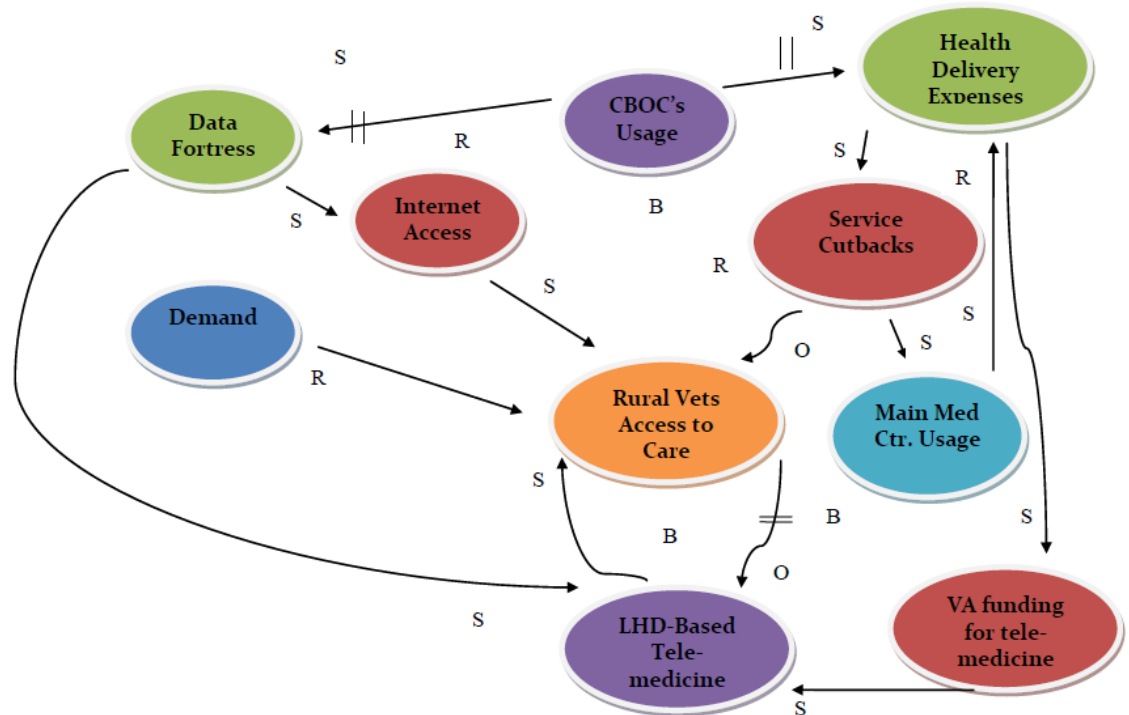 S
S
Health
Delivery
Expenses
CBOC's
Usage
Data
Fortress
R
S
R
Internet
Access
B
Service
Cutbacks
S
R
S
Demand
S
S
O
R
Rural Vets
Access to
Care
Main Med
Ctr. Usage
S
B
B
S
O
S
LHD-Based
Tele-
medicine
VA funding
for tele-
medicine
S